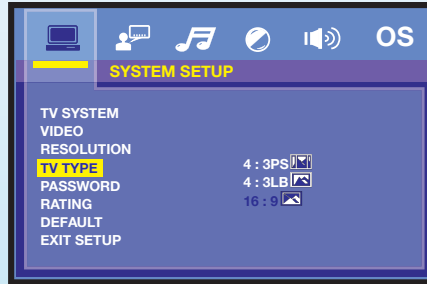 OS
SYSTEM SETUP
TV SYSTEM
VIDEO
RESOLUTION
TV TYPE
PASSWORD
RATING
DEFAULT
EXIT SETUP
4 : 3PS
4 : 3LB
16 : 9